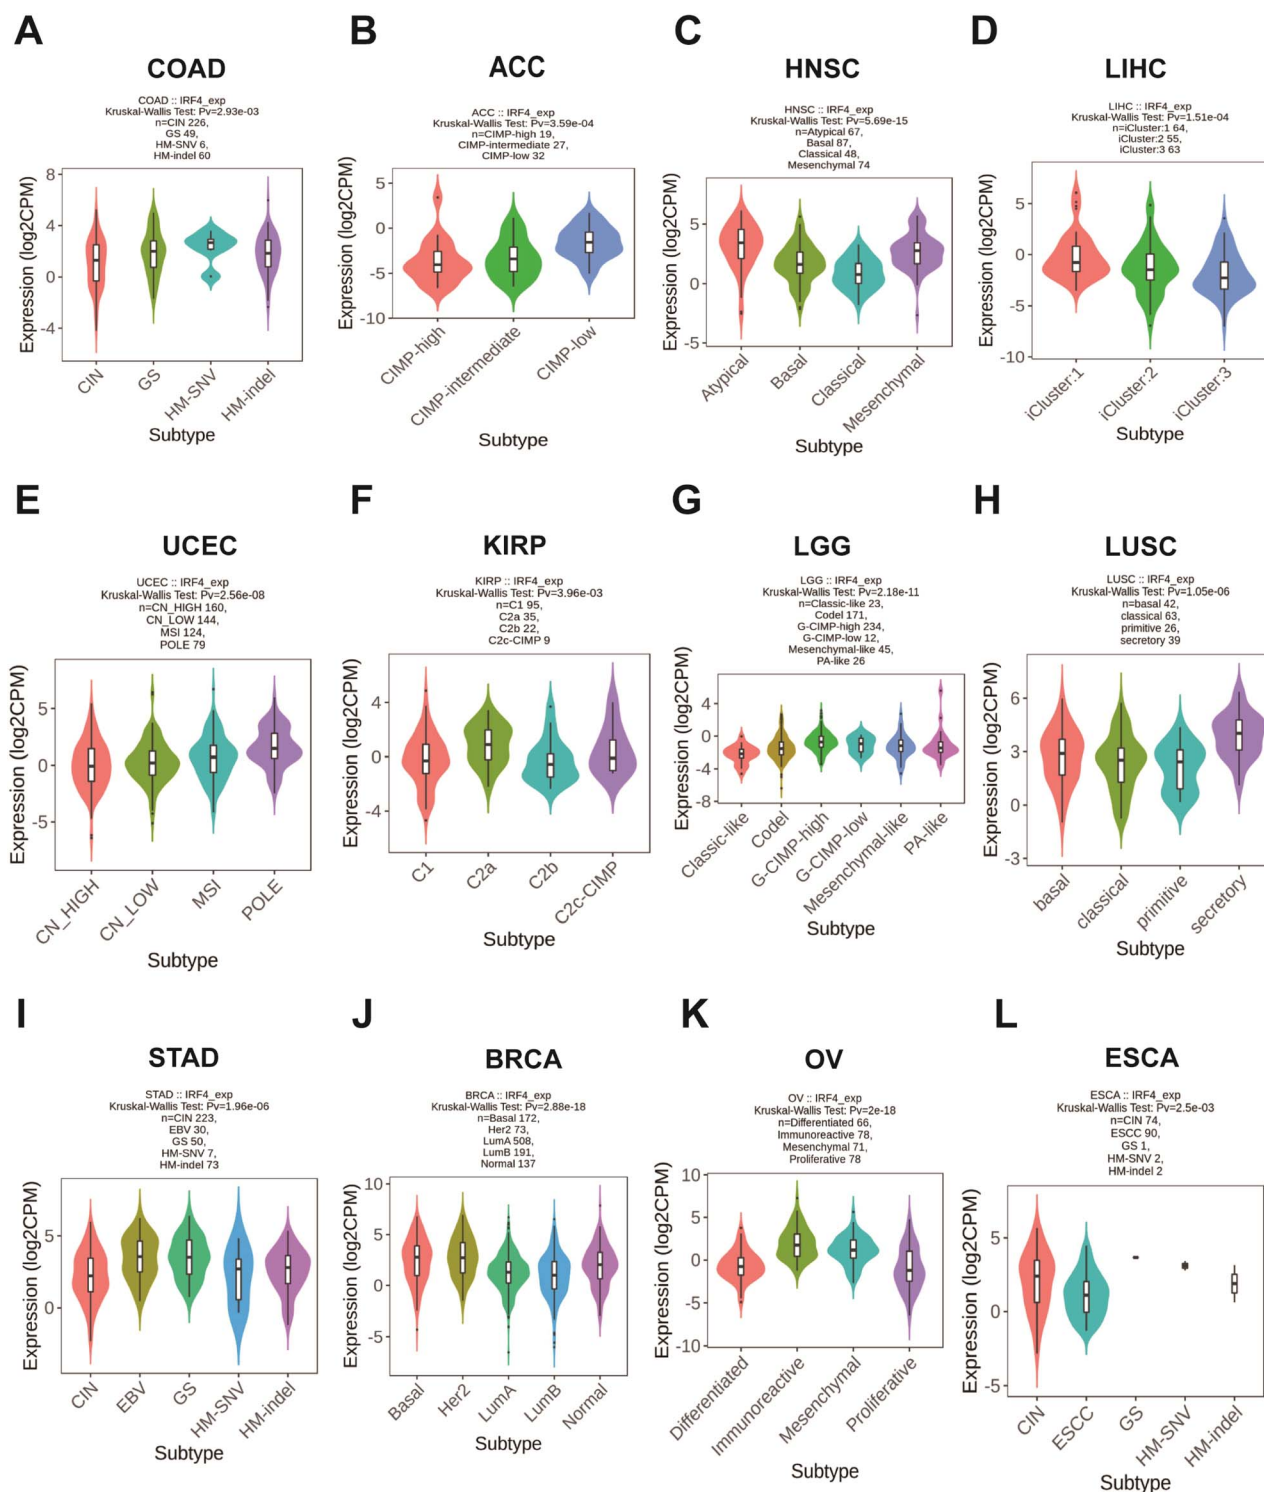 A
COAD
COAD :: IRF4_exp
Kruskal-Wallis Test: Pv=2.93e-03
n=CIN 226,
GS 49,
HM-SNV 6,
HM-indel 60
Expression (log2CPM)
8
4
0
-4
CIN
GS
HM-SNV
HM-indel
Subtype
B
ACC
ACC :: IRF4_exp
Kruskal-Wallis Test: Pv=3.59e-04
n=CIMP-high 19,
CIMP-intermediate 27,
CIMP-low 32
Expression (log2CPM)
5
0
-5
-10
CIMP-high
CIMP-intermediate
CIMP-low
Subtype
C
HNSC
HNSC :: IRF4_exp
Kruskal-Wallis Test: Pv=5.69e-15
n=Atypical 67,
Basal 87,
Classical 48,
Mesenchymal 74
Expression (log2CPM)
5
0
-5
Atypical
Basal
Classical
Mesenchymal
Subtype
D
LIHC
LIHC :: IRF4_exp
Kruskal-Wallis Test: Pv=1.51e-04
n=iCluster:1 64,
iCluster:2 55,
iCluster:3 63
Expression (log2CPM)
5
0
-5
-10
iCluster:1
iCluster:2
iCluster:3
Subtype
E
UCEC
UCEC :: IRF4_exp
Kruskal-Wallis Test: Pv=2.56e-08
n=CN_HIGH 160,
CN_LOW 144,
MSI 124,
POLE 79
Expression (log2CPM)
5
0
-5
CN_HIGH
CN_LOW
MSI
POLE
Subtype
F
KIRP
KIRP :: IRF4_exp
Kruskal-Wallis Test: Pv=3.96e-03
n=C1 95,
C2a 35,
C2b 22,
C2c-CIMP 9
Expression (log2CPM)
4
0
-4
C1
C2a
C2b
C2c-CIMP
Subtype
G
LGG
LGG :: IRF4_exp
Kruskal-Wallis Test: Pv=2.18e-11
n=Classic-like 23,
Codel 171,
G-CIMP-high 234,
G-CIMP-low 12,
Mesenchymal-like 45,
PA-like 26
Expression (log2CPM)
4
0
-4
-8
Classic-like
Codel
G-CIMP-high
G-CIMP-low
Mesenchymal-like
PA-like
Subtype
H
LUSC
LUSC :: IRF4_exp
Kruskal-Wallis Test: Pv=1.05e-06
n=basal 42,
classical 63,
primitive 26,
secretory 39
Expression (log2CPM)
6
3
0
-3
basal
classical
primitive
secretory
Subtype
I
STAD
STAD :: IRF4_exp
Kruskal-Wallis Test: Pv=1.96e-06
n=CIN 223,
EBV 30,
GS 50,
HM-SNV 7,
HM-indel 73
Expression (log2CPM)
5
0
CIN
EBV
GS
HM-SNV
HM-indel
Subtype
J
BRCA
BRCA :: IRF4_exp
Kruskal-Wallis Test: Pv=2.88e-18
n=Basal 172,
Her2 73,
LumA 508,
LumB 191,
Normal 137
Expression (log2CPM)
10
5
0
-5
Basal
Her2
LumA
LumB
Normal
Subtype
K
OV
OV :: IRF4_exp
Kruskal-Wallis Test: Pv=2e-18
n=Differentiated 66,
Immunoreactive 78,
Mesenchymal 71,
Proliferative 78
Expression (log2CPM)
10
5
0
-5
-10
Differentiated
Immunoreactive
Mesenchymal
Proliferative
Subtype
L
ESCA
ESCA :: IRF4_exp
Kruskal-Wallis Test: Pv=2.5e-03
n=CIN 74,
ESCC 90,
GS 1,
HM-SNV 2,
HM-indel 2
Expression (log2CPM)
5
0
-5
CIN
ESCC
GS
HM-SNV
HM-indel
Subtype